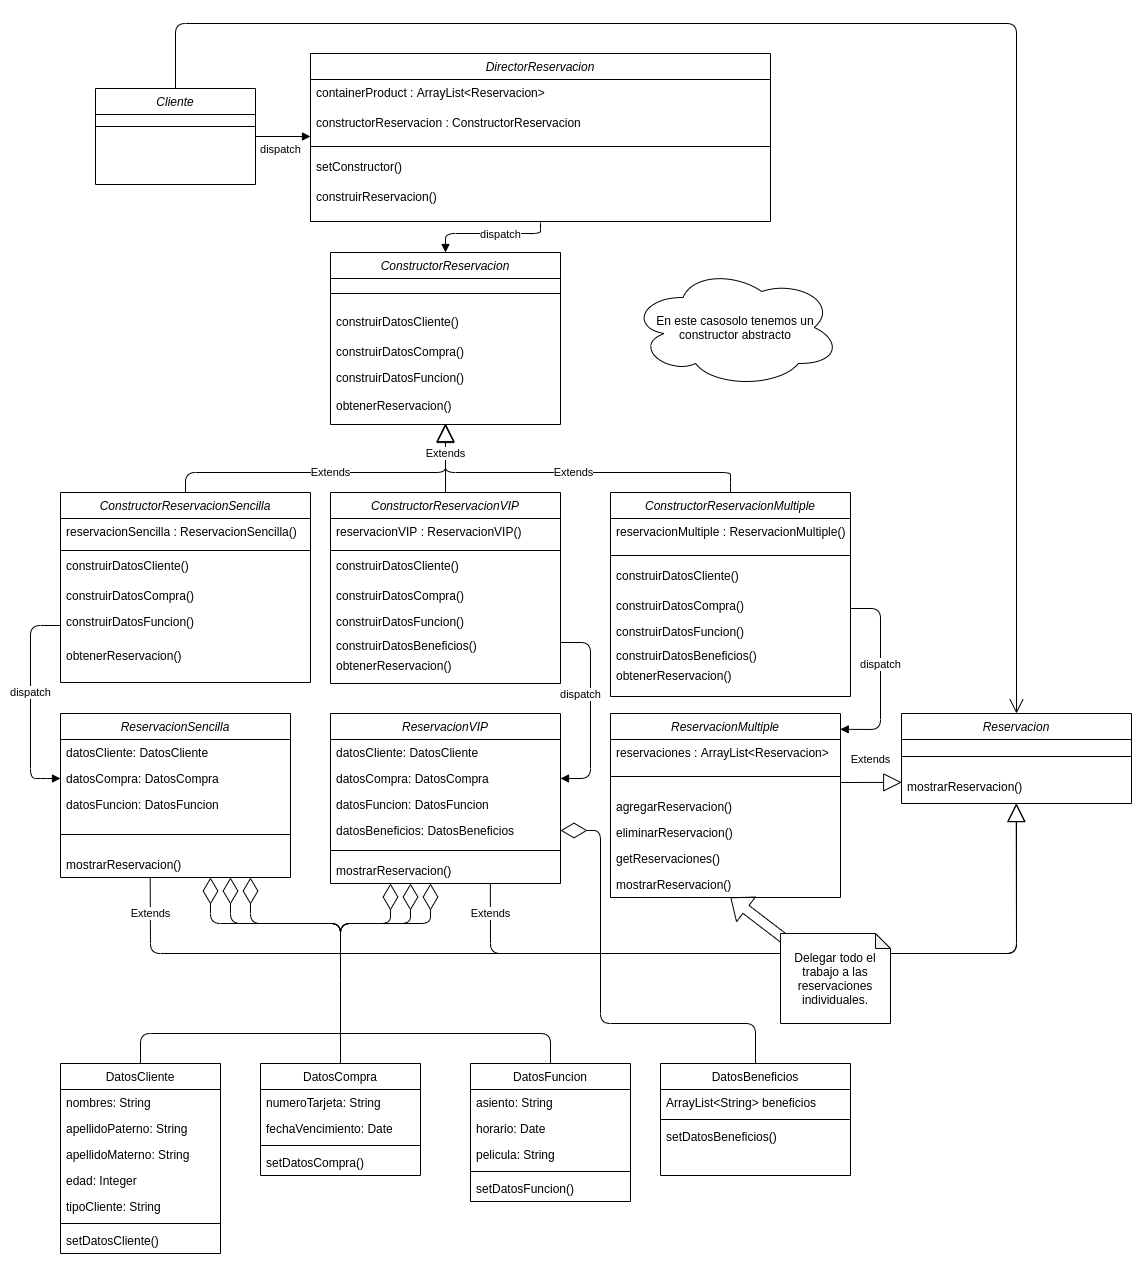 DirectorReservacion
containerProduct : ArrayList<Reservacion>
constructorReservacion : ConstructorReservacion
setConstructor()
construirReservacion()
Cliente
dispatch
dispatch
ConstructorReservacion
construirDatosCliente()
construirDatosCompra()
construirDatosFuncion()
obtenerReservacion()
En este casosolo tenemos un
constructor abstracto
Extends
Extends
Extends
ConstructorReservacionSencilla
reservacionSencilla : ReservacionSencilla()
construirDatosCliente()
construirDatosCompra()
construirDatosFuncion()
obtenerReservacion()
ConstructorReservacionVIP
reservacionVIP : ReservacionVIP()
construirDatosCliente()
construirDatosCompra()
construirDatosFuncion()
construirDatosBeneficios()
obtenerReservacion()
ConstructorReservacionMultiple
reservacionMultiple : ReservacionMultiple()
construirDatosCliente()
construirDatosCompra()
construirDatosFuncion()
construirDatosBeneficios()
obtenerReservacion()
dispatch
dispatch
dispatch
ReservacionSencilla
datosCliente: DatosCliente
datosCompra: DatosCompra
datosFuncion: DatosFuncion
mostrarReservacion()
ReservacionVIP
datosCliente: DatosCliente
datosCompra: DatosCompra
datosFuncion: DatosFuncion
datosBeneficios: DatosBeneficios
mostrarReservacion()
ReservacionMultiple
reservaciones : ArrayList<Reservacion>
agregarReservacion()
eliminarReservacion()
getReservaciones()
mostrarReservacion()
Extends
Reservacion
mostrarReservacion()
Extends
Extends
Delegar todo el
trabajo a las
reservaciones
individuales.
DatosCliente
nombres: String
apellidoPaterno: String
apellidoMaterno: String
edad: Integer
tipoCliente: String
setDatosCliente()
DatosCompra
numeroTarjeta: String
fechaVencimiento: Date
setDatosCompra()
DatosFuncion
asiento: String
horario: Date
pelicula: String
setDatosFuncion()
DatosBeneficios
ArrayList<String> beneficios
setDatosBeneficios()